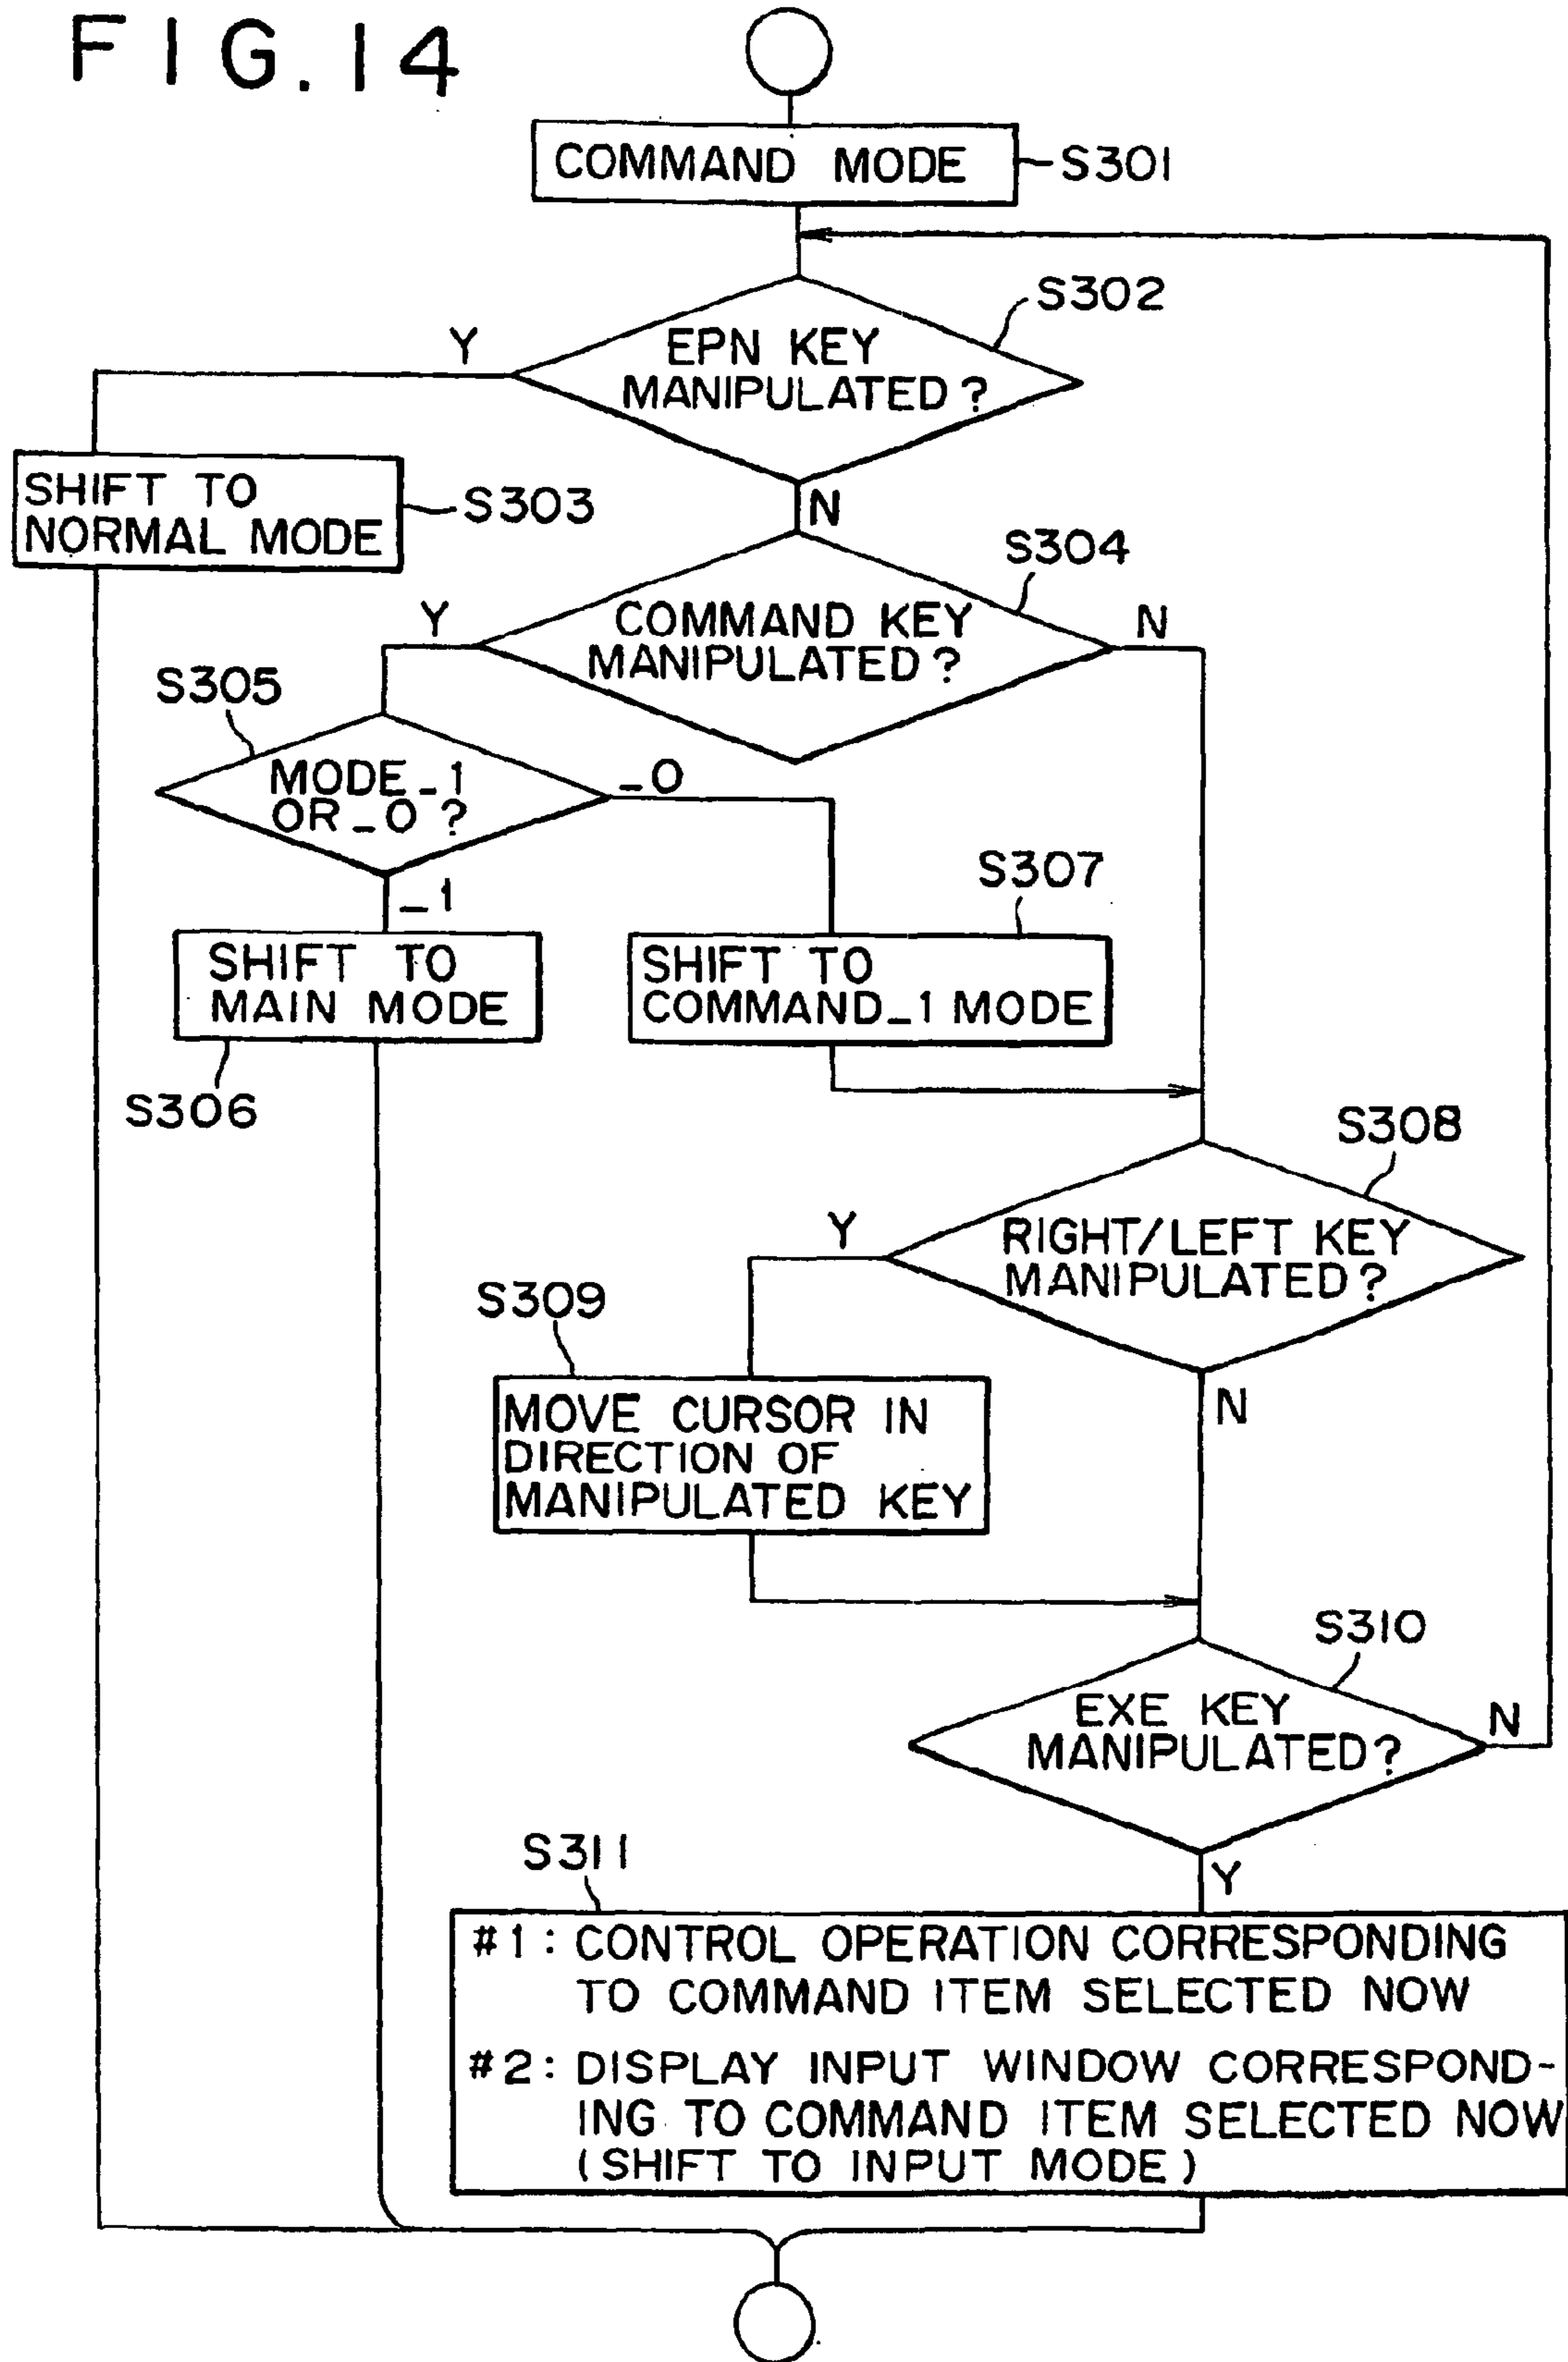 FIG. 14
COMMAND MODE
S301
S302
EPN KEY
MANIPULATED?
Y
N
SHIFT TO
NORMAL MODE
S303
S304
COMMAND KEY
MANIPULATED?
Y
N
S305
MODE_1
OR_0?
_0
_1
SHIFT TO
MAIN MODE
S306
S307
SHIFT TO
COMMAND_1 MODE
S308
RIGHT/LEFT KEY
MANIPULATED?
Y
N
S309
MOVE CURSOR IN
DIRECTION OF
MANIPULATED KEY
S310
EXE KEY
MANIPULATED?
N
Y
S311
#1: CONTROL OPERATION CORRESPONDING
TO COMMAND ITEM SELECTED NOW
#2: DISPLAY INPUT WINDOW CORRESPOND-
ING TO COMMAND ITEM SELECTED NOW
(SHIFT TO INPUT MODE)